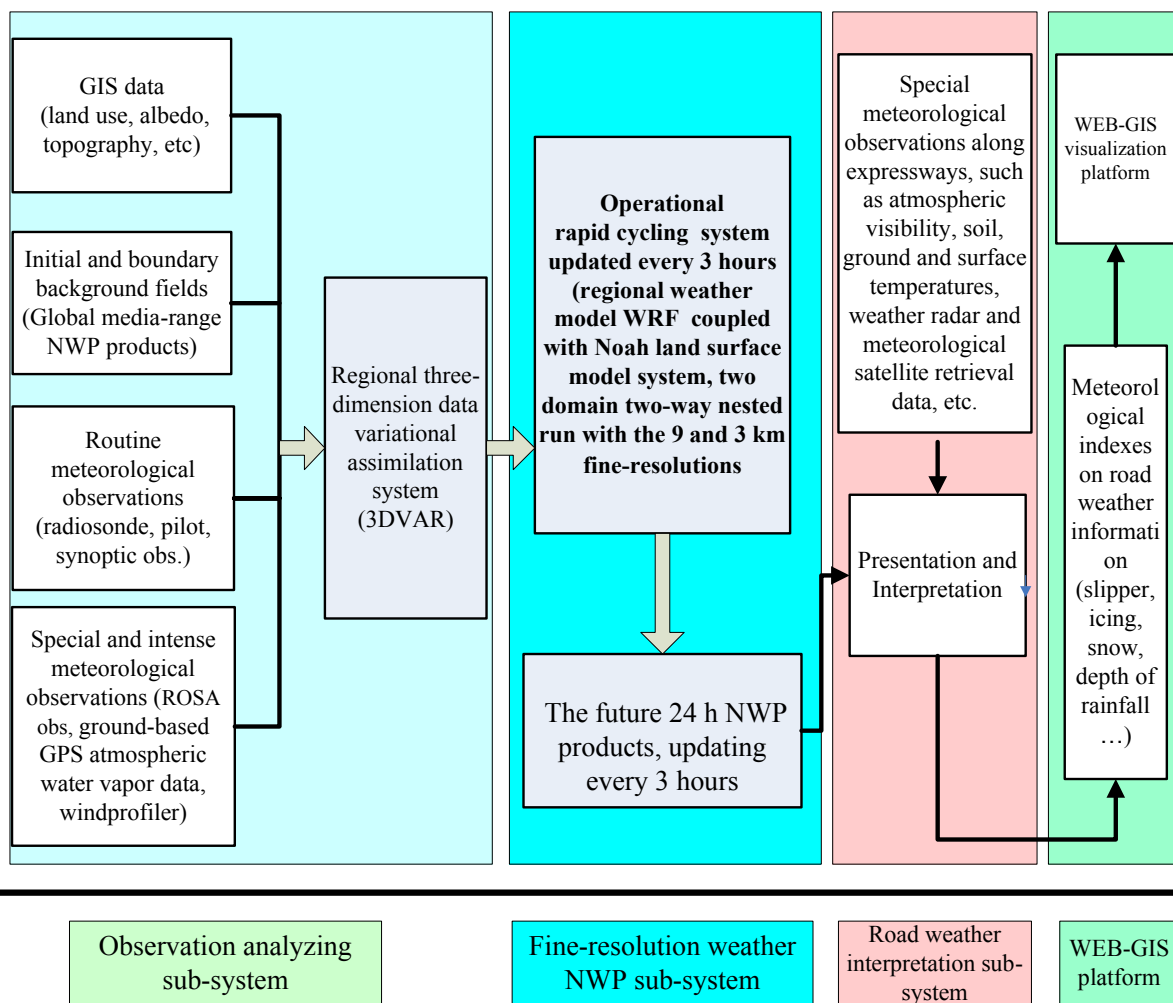 GIS data
(land use, albedo,
topography, etc)
Initial and boundary
background fields
(Global media-range
NWP products)
Routine
meteorological
observations
(radiosonde, pilot,
synoptic obs.)
Special and intense
meteorological
observations (ROSA
obs, ground-based
GPS atmospheric
water vapor data,
windprofiler)
Regional three-
dimension data
variational
assimilation
system
(3DVAR)
Operational
rapid cycling system
updated every 3 hours
(regional weather
model WRF coupled
with Noah land surface
model system, two
domain two-way nested
run with the 9 and 3 km
fine-resolutions
The future 24 h NWP
products, updating
every 3 hours
Special
meteorological
observations along
expressways, such
as atmospheric
visibility, soil,
ground and surface
temperatures,
weather radar and
meteorological
satellite retrieval
data, etc.
Presentation and
Interpretation
WEB-GIS
visualization
platform
Meteorol
ogical
indexes
on road
weather
informati
on
(slipper,
icing,
snow,
depth of
rainfall
…)
Observation analyzing
sub-system
Fine-resolution weather
NWP sub-system
Road weather
interpretation sub-
system
WEB-GIS
platform